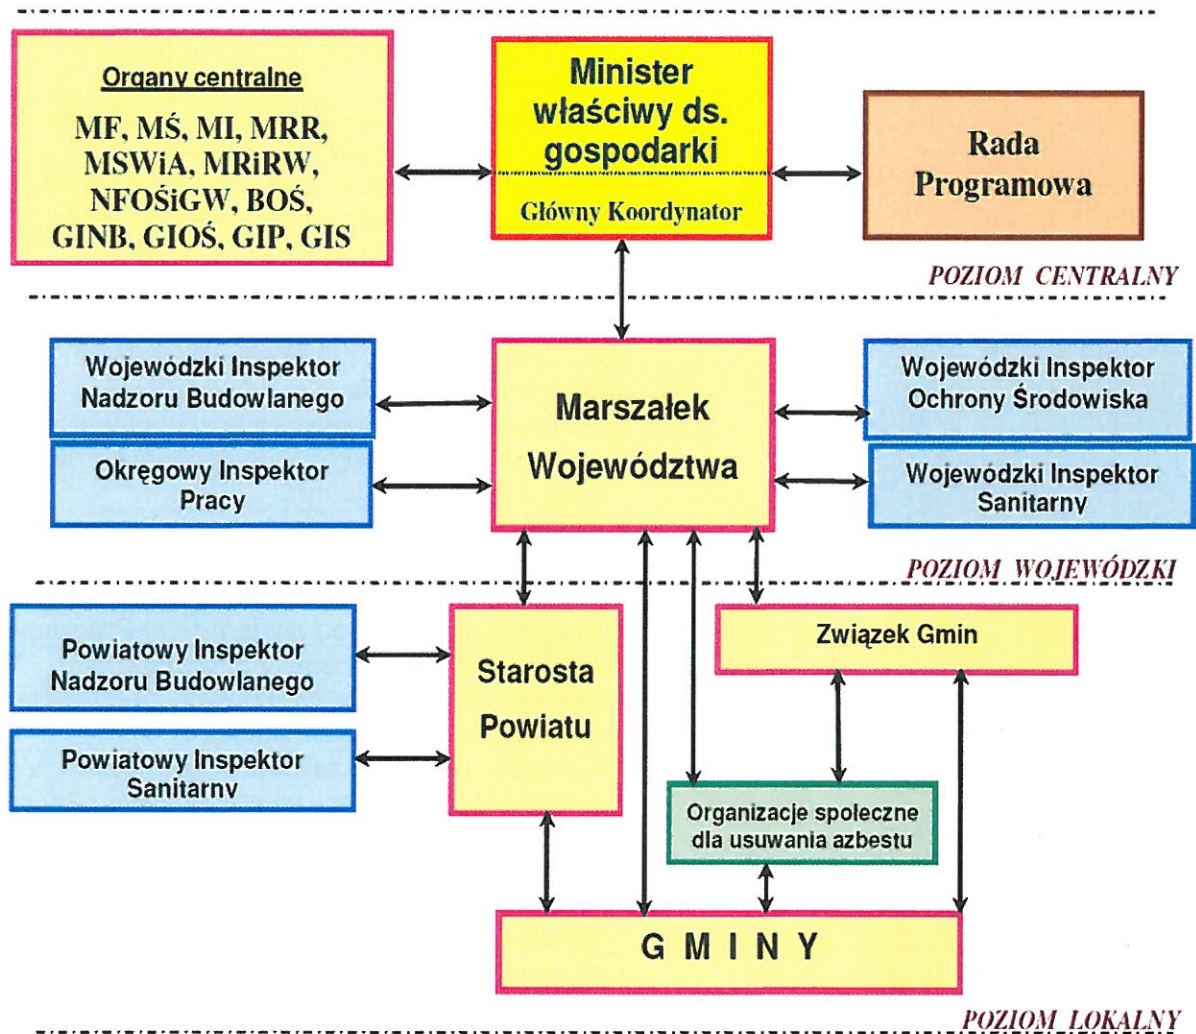 Organy centralne
MF, MŚ, MI, MRR,
MSWiA, MRiRW,
NFOŚiGW, BOŚ,
GINB, GIOŚ, GIP, GIS
Minister
właściwy ds.
gospodarki
Główny Koordynator
Rada
Programowa
POZIOM CENTRALNY
Wojewódzki Inspektor
Nadzoru Budowlanego
Okręgowy Inspektor
Pracy
Marszałek
Województwa
Wojewódzki Inspektor
Ochrony Środowiska
Wojewódzki Inspektor
Sanitarny
POZIOM WOJEWÓDZKI
Powiatowy Inspektor
Nadzoru Budowlanego
Powiatowy Inspektor
Sanitarny
Starosta
Powiatu
Związek Gmin
Organizacje społeczne
dla usuwania azbestu
G M I N Y
POZIOM LOKALNY